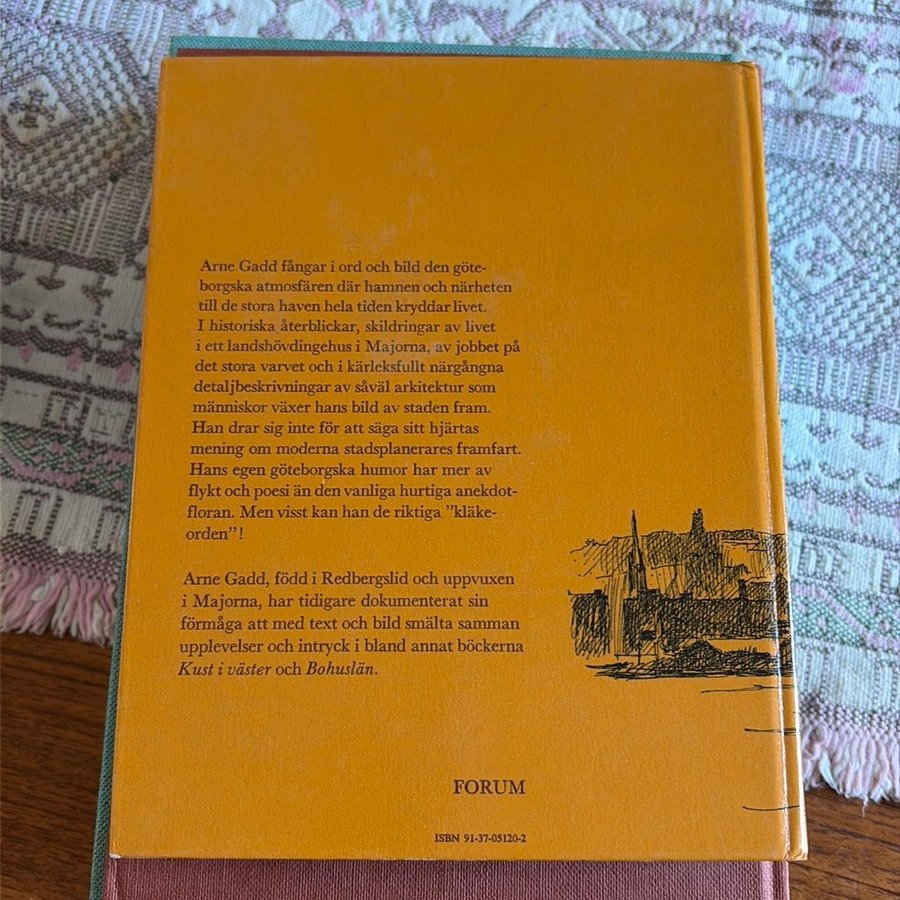 Arne Gadd fångar i ord och bild den göte-
borgska atmosfären där hamnen och närheten
till de stora haven hela tiden kryddar livet.
I historiska återblickar, skildringar av livet
i ett landshövdingehus i Majorna, av jobbet på
det stora varvet och i kärleksfullt närgångna
detaljbeskrivningar av såväl arkitektur som
människor växer hans bild av staden fram.
Han drar sig inte för att säga sitt hjärtas
mening om moderna stadsplanerares framfart.
Hans egen göteborgska humor har mer av
flykt och poesi än den vanliga hurtiga anekdot-
floran. Men visst kan han de riktiga ”kläke-
orden”!
Arne Gadd, född i Redbergslid och uppvuxen
i Majorna, har tidigare dokumenterat sin
förmåga att med text och bild smälta samman
upplevelser och intryck i bland annat böckerna
Kust i väster och Bohuslän.
FORUM
ISBN 91-37-05120-2